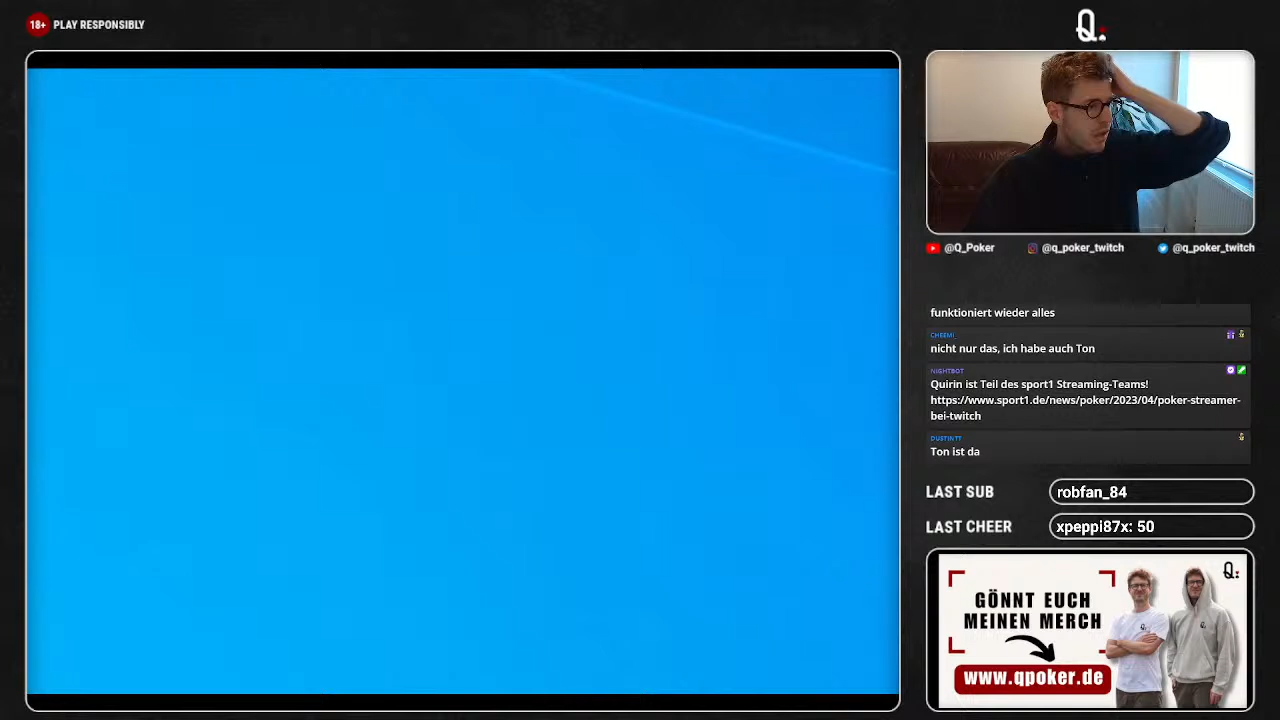 18+ PLAY RESPONSIBLY
Q.
@Q_Poker @q_poker_twitch @q_poker_twitch
funktioniert wieder alles
CHEEMI_
nicht nur das, ich habe auch Ton
NIGHTBOT
Quirin ist Teil des sport1 Streaming-Teams!
https://www.sport1.de/news/poker/2023/04/poker-streamer-
bei-twitch
DUSTINTT
Ton ist da
LAST SUB robfan_84
LAST CHEER xpeppi87x: 50
Q.
GÖNNT EUCH
MEINEN MERCH
www.qpoker.de